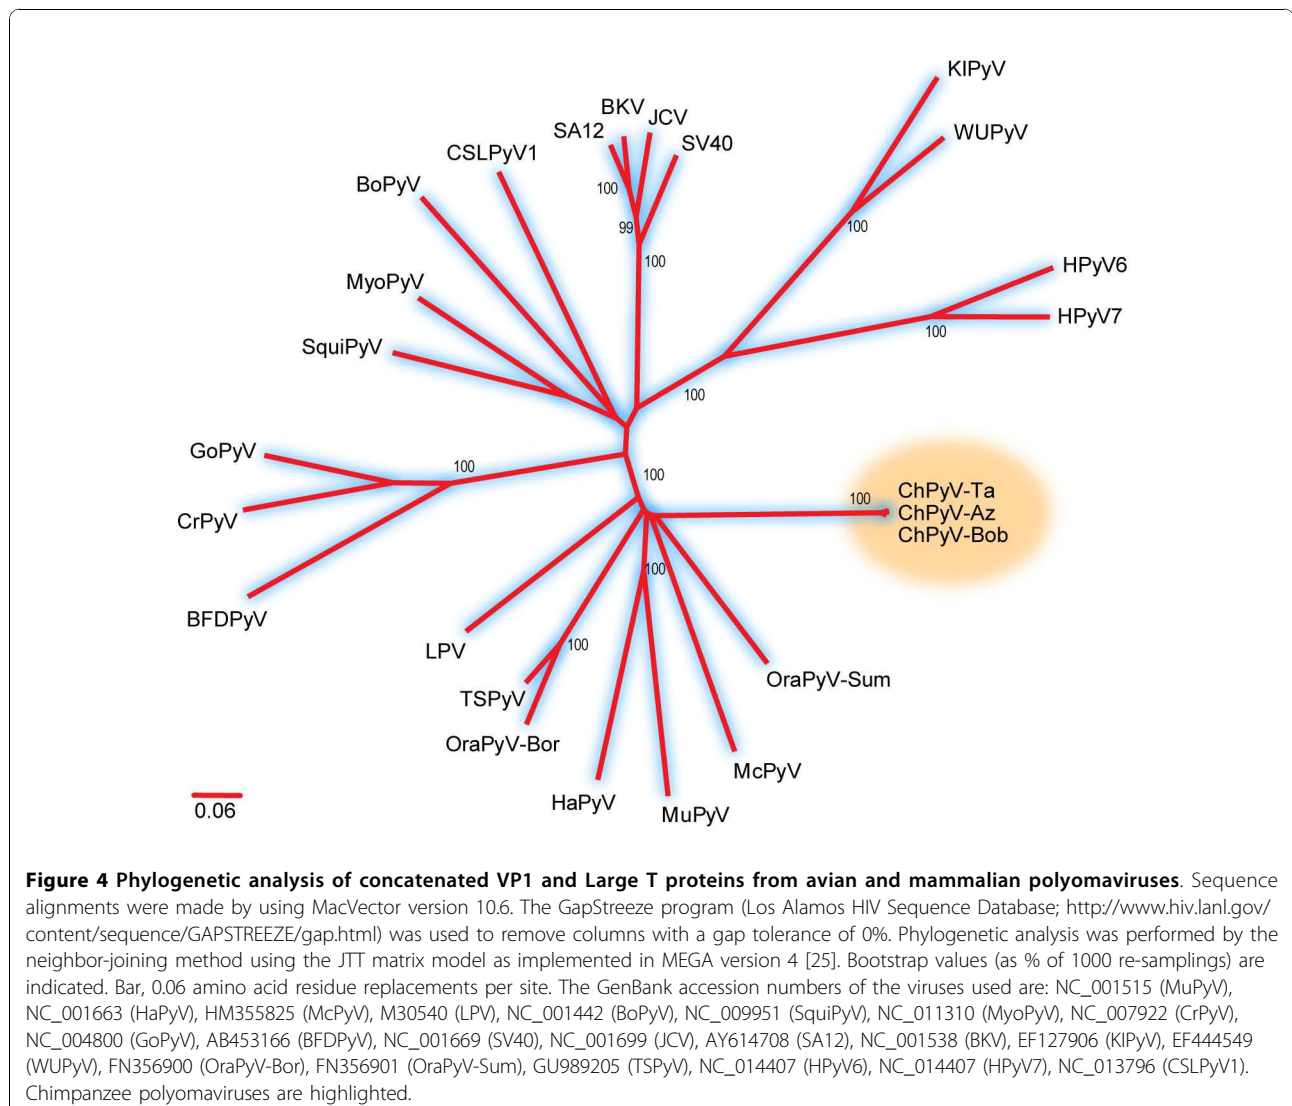 KIPyV
BKV
JCV
SA12
WUPyV
SV40
CSLPyV1
BoPyV
100
99
100
100
HPyV6
MyoPyV
HPyV7
100
SquiPyV
100
GoPyV
100
100
100
ChPyV-Ta
ChPyV-Az
ChPyV-Bob
CrPyV
100
BFDPyV
100
LPV
OraPyV-Sum
TSPyV
OraPyV-Bor
McPyV
HaPyV
MuPyV
0.06
Figure 4 Phylogenetic analysis of concatenated VP1 and Large T proteins from avian and mammalian polyomaviruses. Sequence
alignments were made by using MacVector version 10.6. The GapStreeze program (Los Alamos HIV Sequence Database; http://www.hiv.lanl.gov/
content/sequence/GAPSTREEZE/gap.html) was used to remove columns with a gap tolerance of 0%. Phylogenetic analysis was performed by the
neighbor-joining method using the JTT matrix model as implemented in MEGA version 4 [25]. Bootstrap values (as % of 1000 re-samplings) are
indicated. Bar, 0.06 amino acid residue replacements per site. The GenBank accession numbers of the viruses used are: NC_001515 (MuPyV),
NC_001663 (HaPyV), HM355825 (McPyV), M30540 (LPV), NC_001442 (BoPyV), NC_009951 (SquiPyV), NC_011310 (MyoPyV), NC_007922 (CrPyV),
NC_004800 (GoPyV), AB453166 (BFDPyV), NC_001669 (SV40), NC_001699 (JCV), AY614708 (SA12), NC_001538 (BKV), EF127906 (KIPyV), EF444549
(WUPyV), FN356900 (OraPyV-Bor), FN356901 (OraPyV-Sum), GU989205 (TSPyV), NC_014407 (HPyV6), NC_014407 (HPyV7), NC_013796 (CSLPyV1).
Chimpanzee polyomaviruses are highlighted.